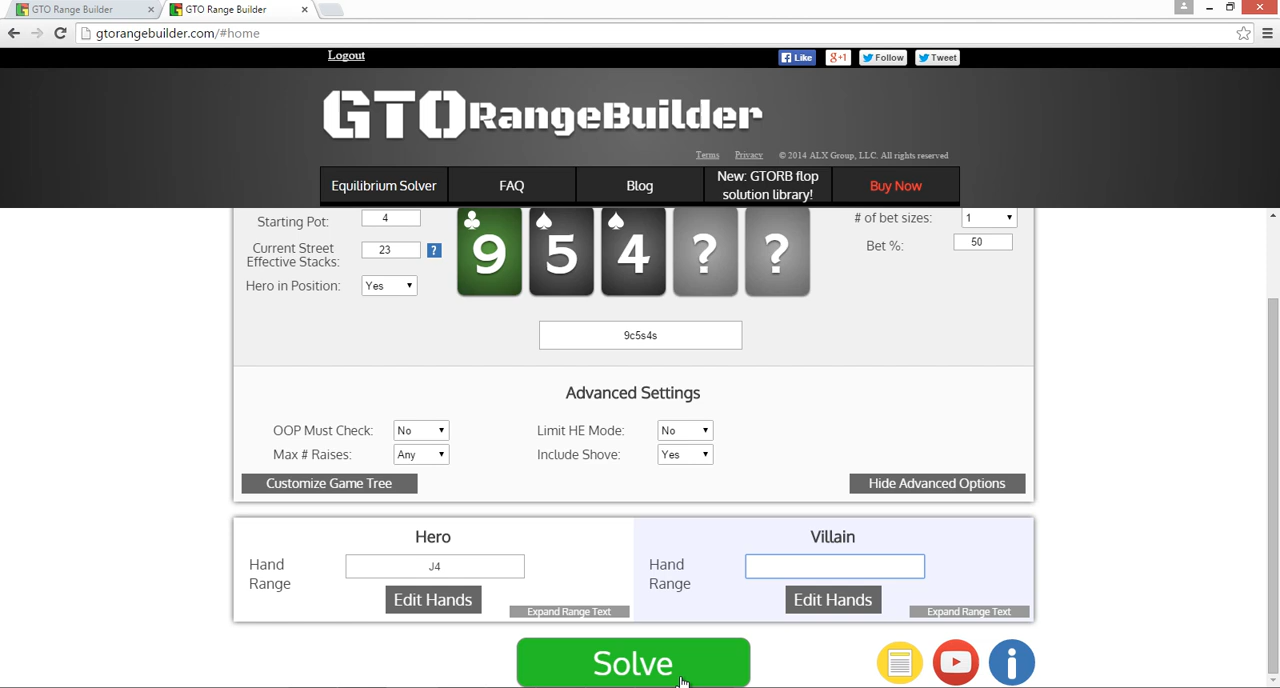 GTO Range Builder × GTO Range Builder ×
gtorangebuilder.com/#home
Logout Like g+1 Follow Tweet
GTORangeBuilder
Terms Privacy © 2014 ALX Group, LLC. All rights reserved
Equilibrium Solver FAQ Blog New: GTORB flop solution library! Buy Now
Starting Pot: 4
Current Street Effective Stacks: 23 ?
Hero in Position: Yes
9 5 4 ? ?
# of bet sizes: 1
Bet %: 50
9c5s4s
Advanced Settings
OOP Must Check: No Limit HE Mode: No
Max # Raises: Any Include Shove: Yes
Customize Game Tree Hide Advanced Options
Hero
Hand Range J4
Edit Hands
Expand Range Text
Villain
Hand Range
Edit Hands
Expand Range Text
Solve